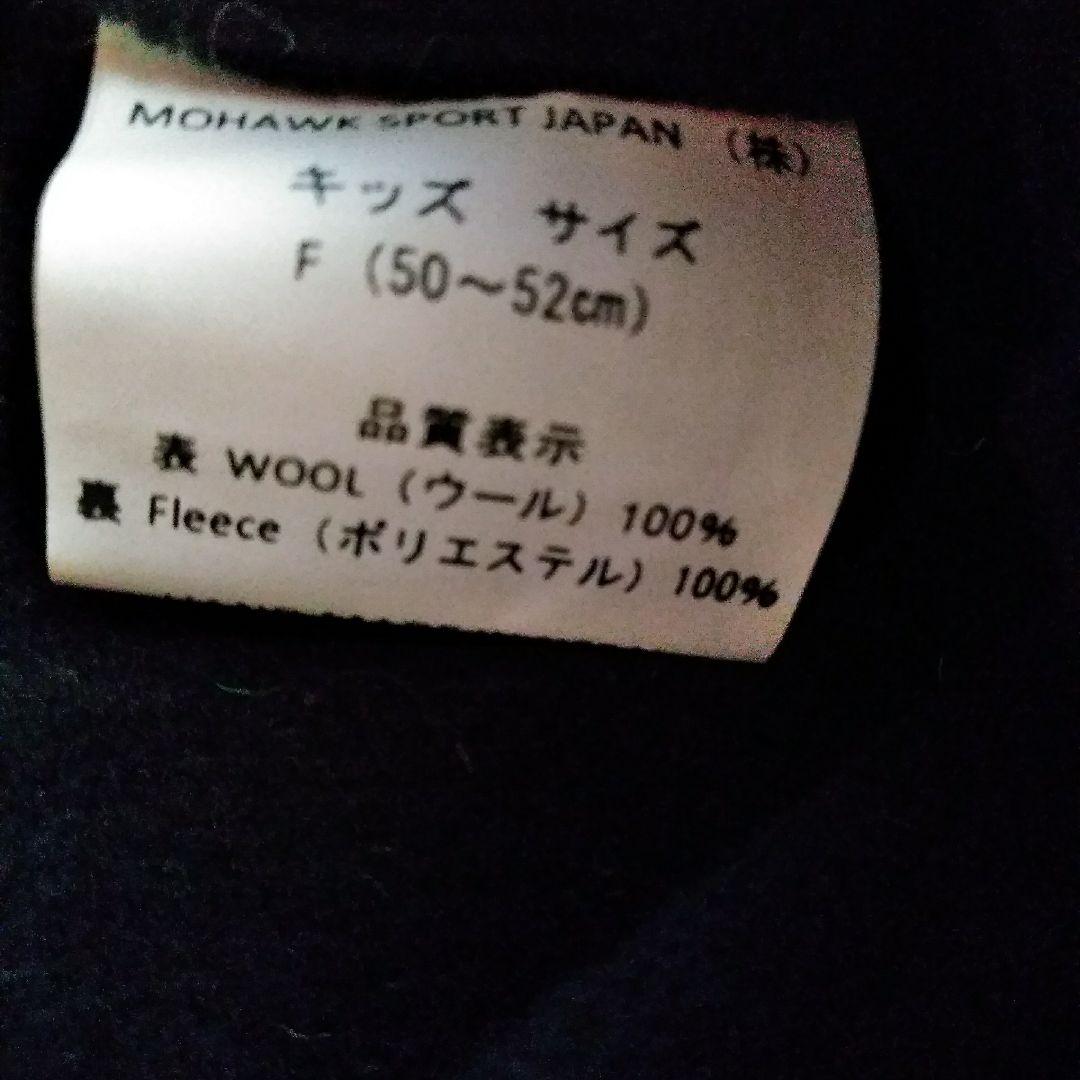 MOHAWK SPORT JAPAN （株）
キッズ　サイズ
F （50～52cm）
品質表示
表 WOOL（ウール）100%
裏 Fleece（ポリエステル）100%